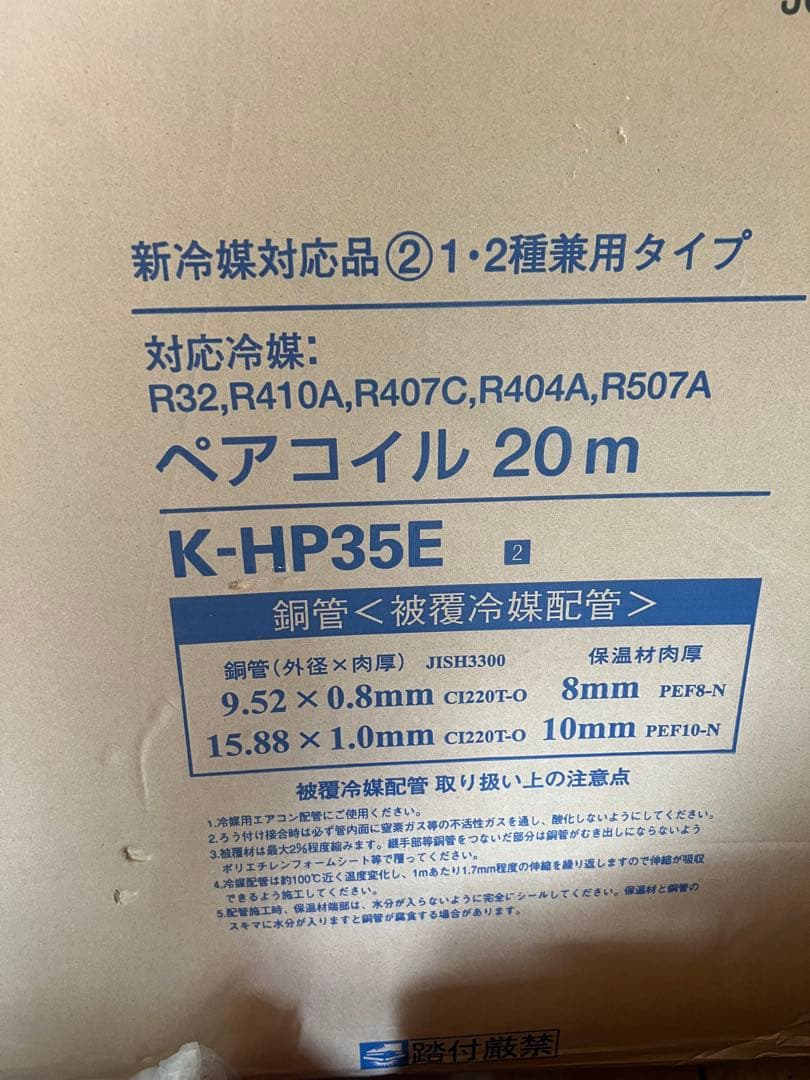 新冷媒対応品②1・2種兼用タイプ
対応冷媒:
R32,R410A,R407C,R404A,R507A
ペアコイル 20m
K-HP35E 2
銅管<被覆冷媒配管>
銅管(外径×肉厚) JISH3300 保温材肉厚
9.52×0.8mm C1220T-O 8mm PEF8-N
15.88×1.0mm C1220T-O 10mm PEF10-N
被覆冷媒配管 取り扱い上の注意点
1.冷媒用エアコン配管にご使用ください。
2.ろう付け接合時は必ず管内面に窒素ガス等の不活性ガスを通し、酸化しないようにしてください。
3.被覆材は最大2%程度縮みます。継手部等銅管をつないだ部分は銅管がむき出しにならないよう
ポリエチレンフォームシート等で覆ってください。
4.冷媒配管は約100℃近く温度変化し、1mあたり1.7mm程度の伸縮を繰り返しますので伸縮が吸収
できるよう施工してください。
5.配管施工時、保温材端部は、水分が入らないように完全にシールしてください。保温材と銅管の
スキマに水分が入りますと銅管が腐食する場合があります。
踏付厳禁